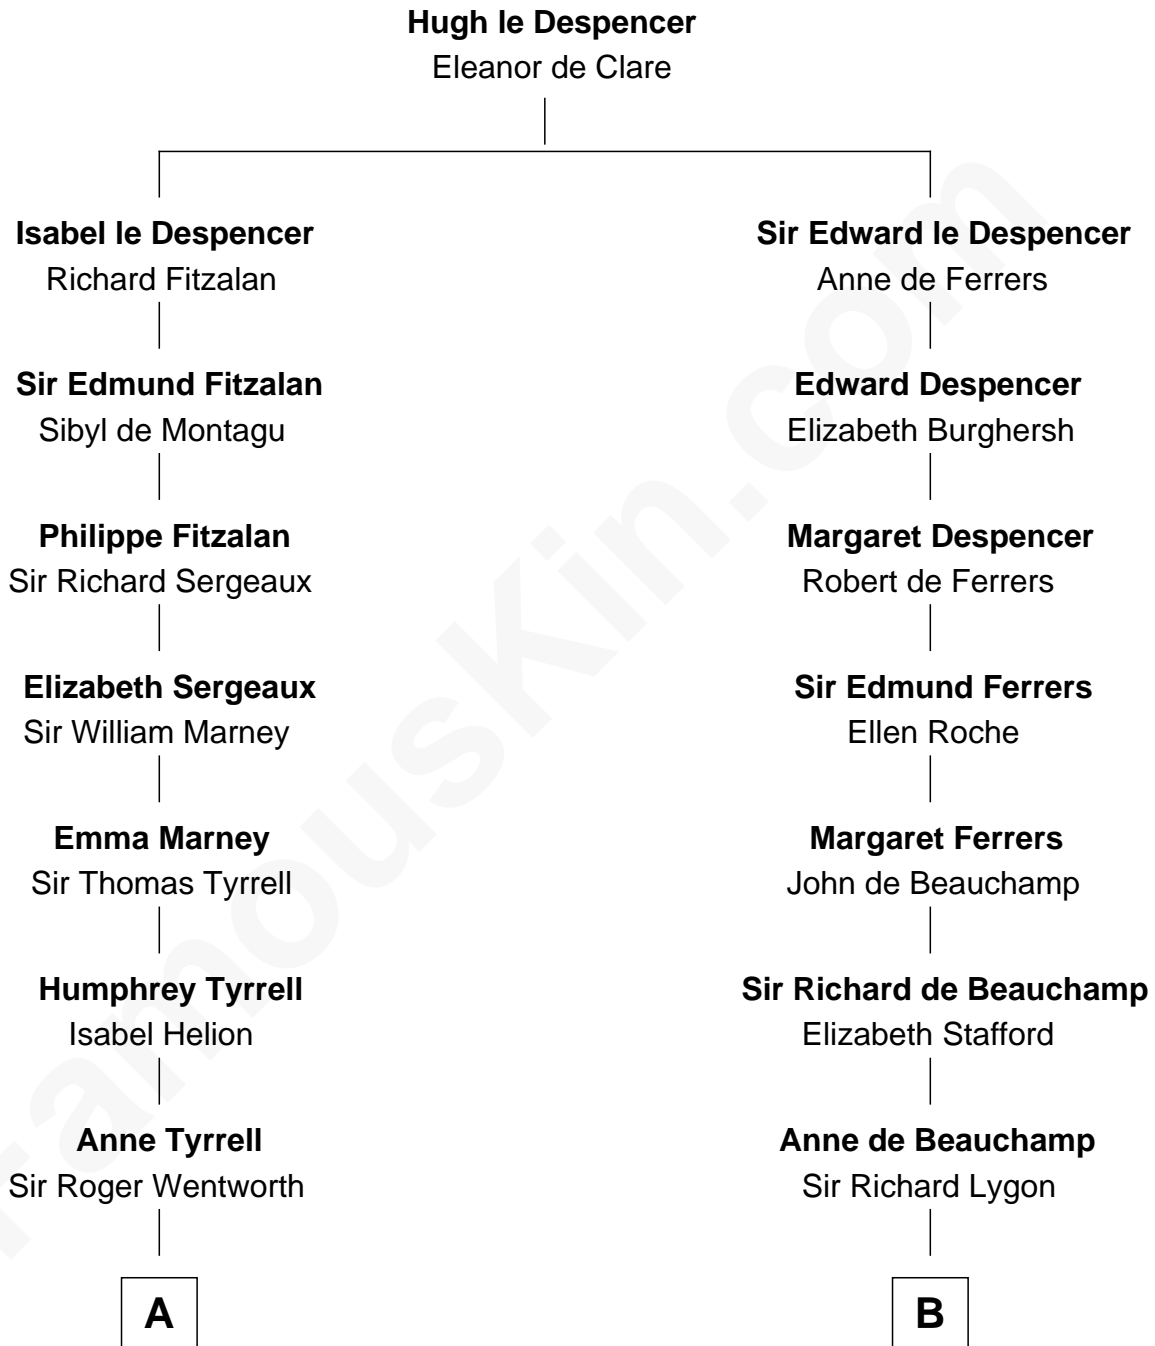 Hugh le Despencer
Eleanor de Clare
Isabel le Despencer
Richard Fitzalan
Sir Edward le Despencer
Anne de Ferrers
Sir Edmund Fitzalan
Sibyl de Montagu
Edward Despencer
Elizabeth Burghersh
Philippe Fitzalan
Sir Richard Sergeaux
Margaret Despencer
Robert de Ferrers
Elizabeth Sergeaux
Sir William Marney
Sir Edmund Ferrers
Ellen Roche
Emma Marney
Sir Thomas Tyrrell
Margaret Ferrers
John de Beauchamp
Humphrey Tyrrell
Isabel Helion
Sir Richard de Beauchamp
Elizabeth Stafford
Anne Tyrrell
Sir Roger Wentworth
Anne de Beauchamp
Sir Richard Lygon
A
B
FamousKin.com